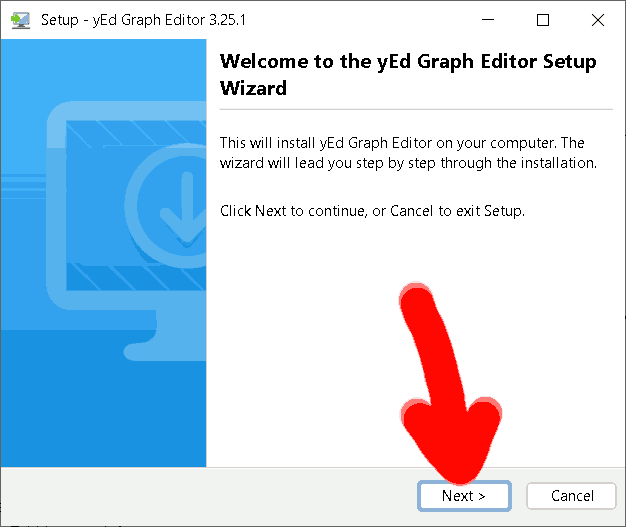 Setup - yEd Graph Editor 3.25.1
Welcome to the yEd Graph Editor Setup
Wizard
This will install yEd Graph Editor on your computer. The
wizard will lead you step by step through the installation.
Click Next to continue, or Cancel to exit Setup.
Next >
Cancel